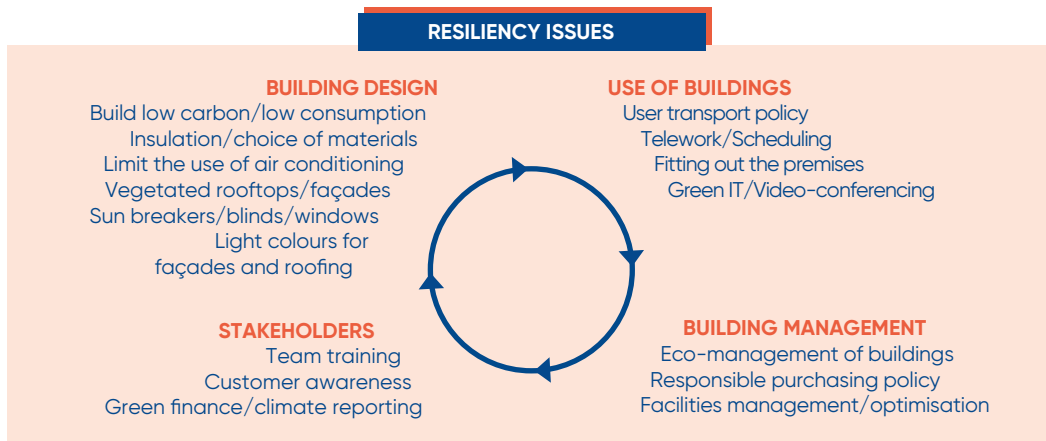 RESILIENCY ISSUES
BUILDING DESIGN
Build low carbon/low consumption
Insulation/choice of materials
Limit the use of air conditioning
Vegetated rooftops/façades
Sun breakers/blinds/windows
Light colours for
façades and roofing
USE OF BUILDINGS
User transport policy
Telework/Scheduling
Fitting out the premises
Green IT/Video-conferencing
STAKEHOLDERS
Team training
Customer awareness
Green finance/climate reporting
BUILDING MANAGEMENT
Eco-management of buildings
Responsible purchasing policy
Facilities management/optimisation